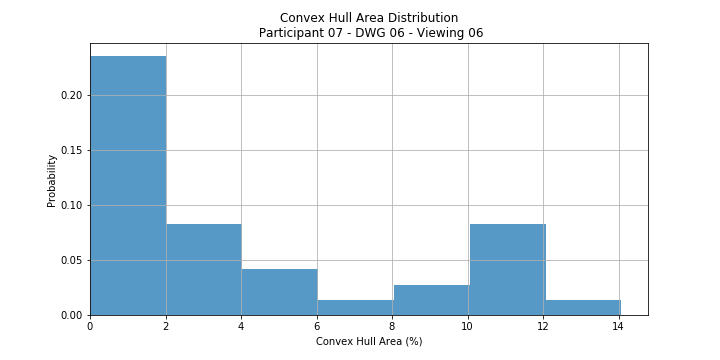 Convex Hull Area Distribution
Participant 07 - DWG 06 - Viewing 06
Probability
0.20
0.15
0.10
0.05
0.00
0 2 4 6 8 10 12 14
Convex Hull Area (%)